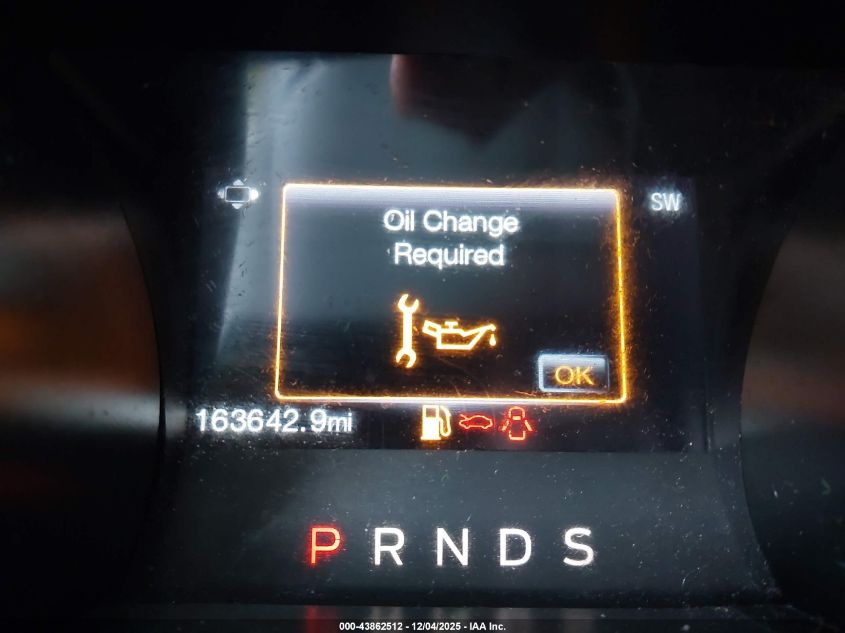 SW
Oil Change
Required
OK
163642.9mi
P R N D S
000-43862512 - 12/04/2025 - IAA Inc.